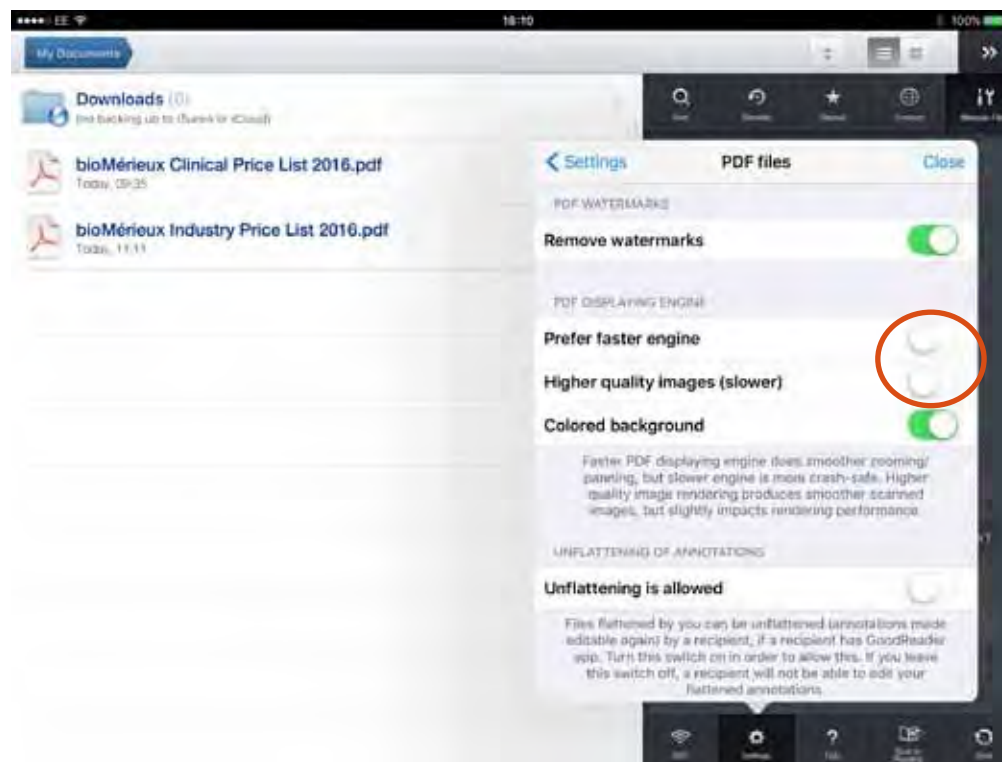 EE 16:10 100%
My Documents
Downloads (0)
(no backing up to iTunes or iCloud)
bioMérieux Clinical Price List 2016.pdf
Today, 09:35
bioMérieux Industry Price List 2016.pdf
Today, 11:11
Settings PDF files Close
PDF WATERMARKS
Remove watermarks
PDF DISPLAYING ENGINE
Prefer faster engine
Higher quality images (slower)
Colored background
Faster PDF displaying engine does smoother zooming/
panning, but slower engine is more crash-safe. Higher
quality image rendering produces smoother scanned
images, but slightly impacts rendering performance.
UNFLATTENING OF ANNOTATIONS
Unflattening is allowed
Files flattened by you can be unflattened (annotations made
editable again) by a recipient, if a recipient has GoodReader
app. Turn this switch on in order to allow this. If you leave
this switch off, a recipient will not be able to edit your
flattened annotations.
Settings